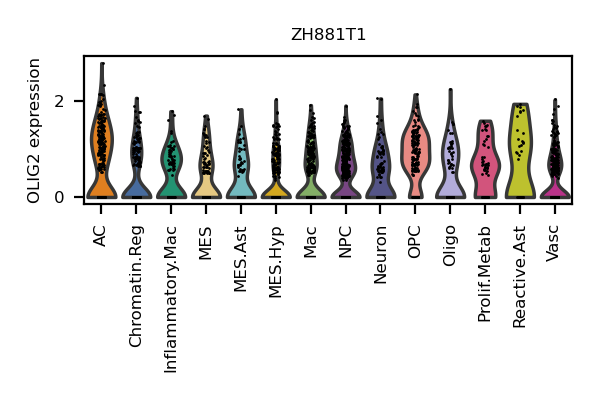 ZH881T1
OLIG2 expression
2
0
AC
Chromatin.Reg
Inflammatory.Mac
MES
MES.Ast
MES.Hyp
Mac
NPC
Neuron
OPC
Oligo
Prolif.Metab
Reactive.Ast
Vasc